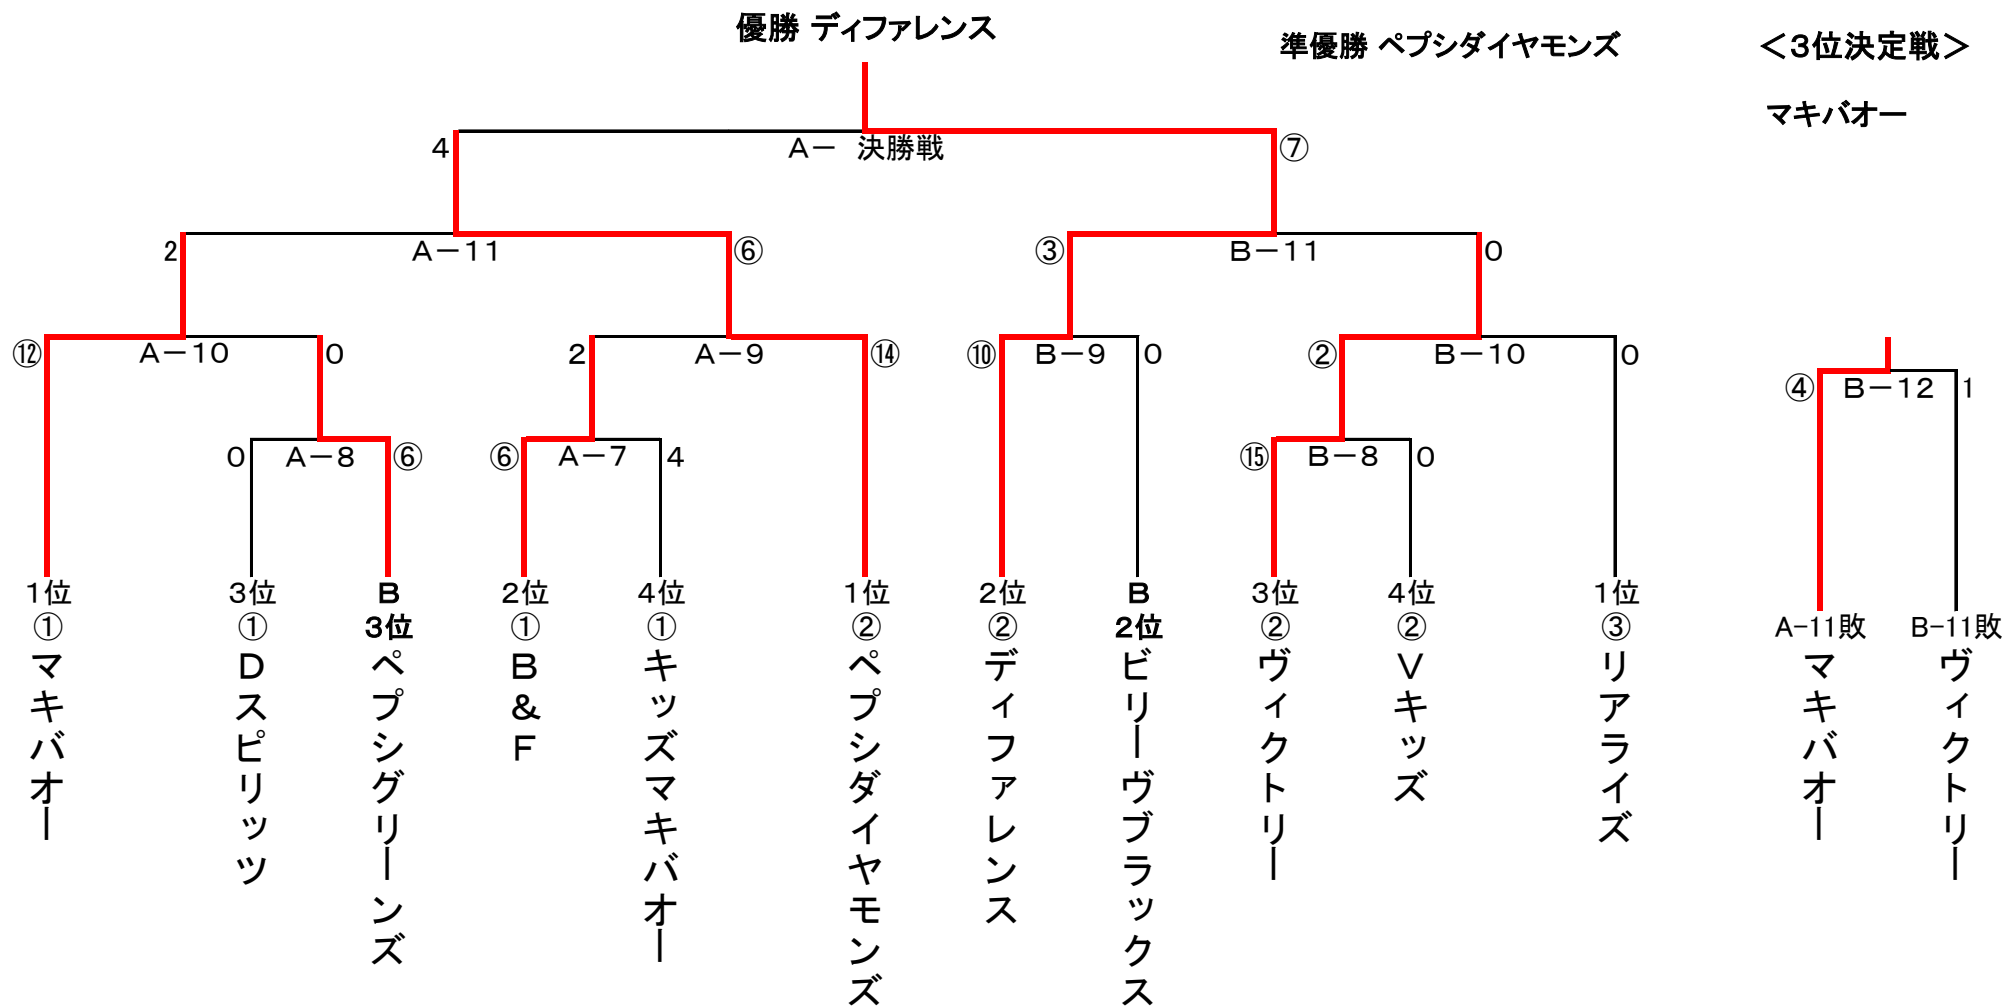 優勝 ディファレンス
準優勝 ペプシダイヤモンズ
＜３位決定戦＞
マキバオー
4
Ａ－　決勝戦
⑦
2
Ａ－11
⑥
③
Ｂ－11
0
⑫
Ａ－10
0
2
Ａ－9
⑭
⑩
Ｂ－9
0
②
Ｂ－10
0
④
Ｂ－12
1
0
Ａ－8
⑥
⑥
Ａ－7
4
⑮
Ｂ－8
0
1位
①
マキバオー
3位
①
Ｄスピリッツ
Ｂ
3位
ペプシグリーンズ
2位
①
Ｂ＆Ｆ
4位
①
キッズマキバオー
1位
②
ペプシダイヤモンズ
2位
②
ディファレンス
Ｂ
2位
ビリーヴブラックス
3位
②
ヴィクトリー
4位
②
Ｖキッズ
1位
③
リアライズ
A-11敗
マキバオー
B-11敗
ヴィクトリー